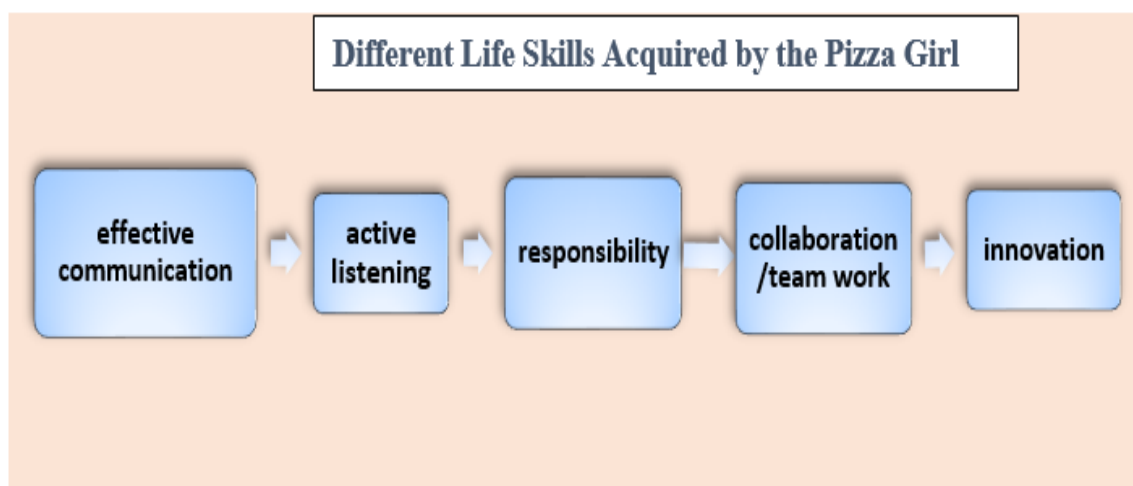 Different Life Skills Acquired by the Pizza Girl
effective
communication
active
listening
responsibility
collaboration
/team work
innovation